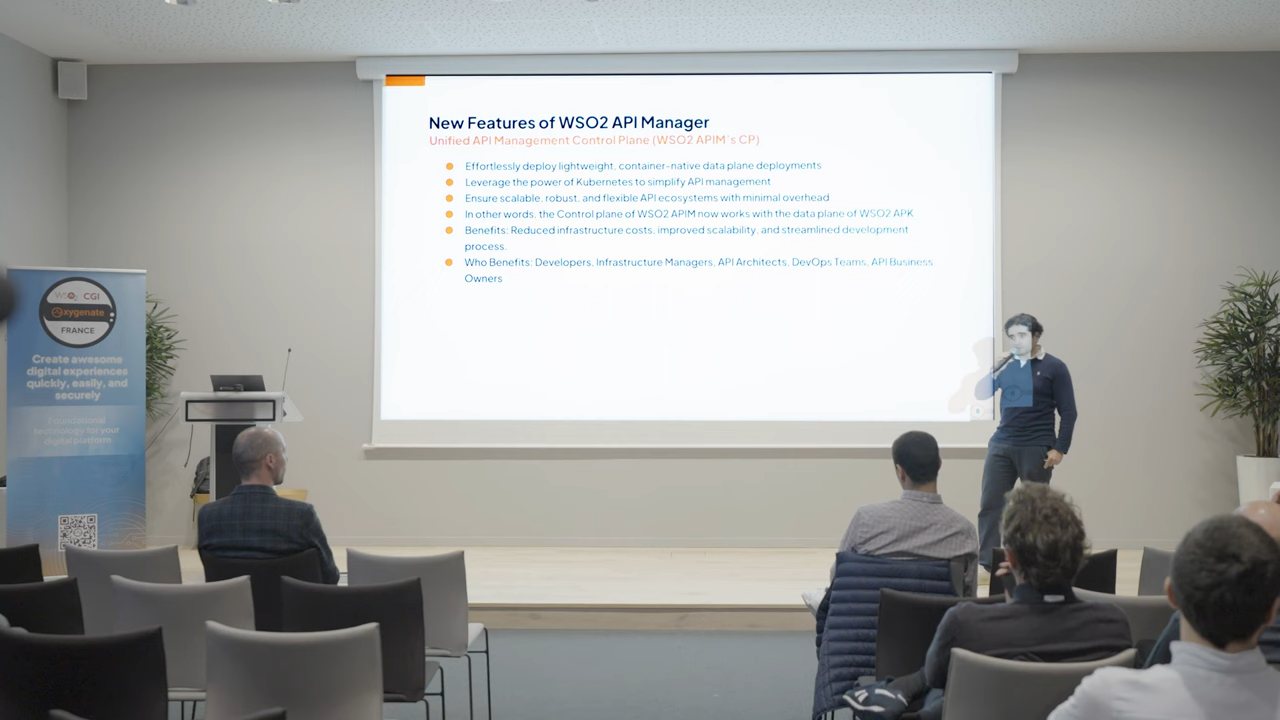 New Features of WSO2 API Manager
Unified API Management Control Plane (WSO2 APIM's CP)
Effortlessly deploy lightweight, container-native data plane deployments
Leverage the power of Kubernetes to simplify API management
Ensure scalable, robust, and flexible API ecosystems with minimal overhead
In other words, the Control plane of WSO2 APIM now works with the data plane of WSO2 APK
Benefits: Reduced infrastructure costs, improved scalability, and streamlined development
process.
Who Benefits: Developers, Infrastructure Managers, API Architects, DevOps Teams, API Business
Owners
WSO2 CGI
Oxygenate
FRANCE
Create awesome
digital experiences
quickly, easily, and
securely
Foundational
technology for your
digital platform